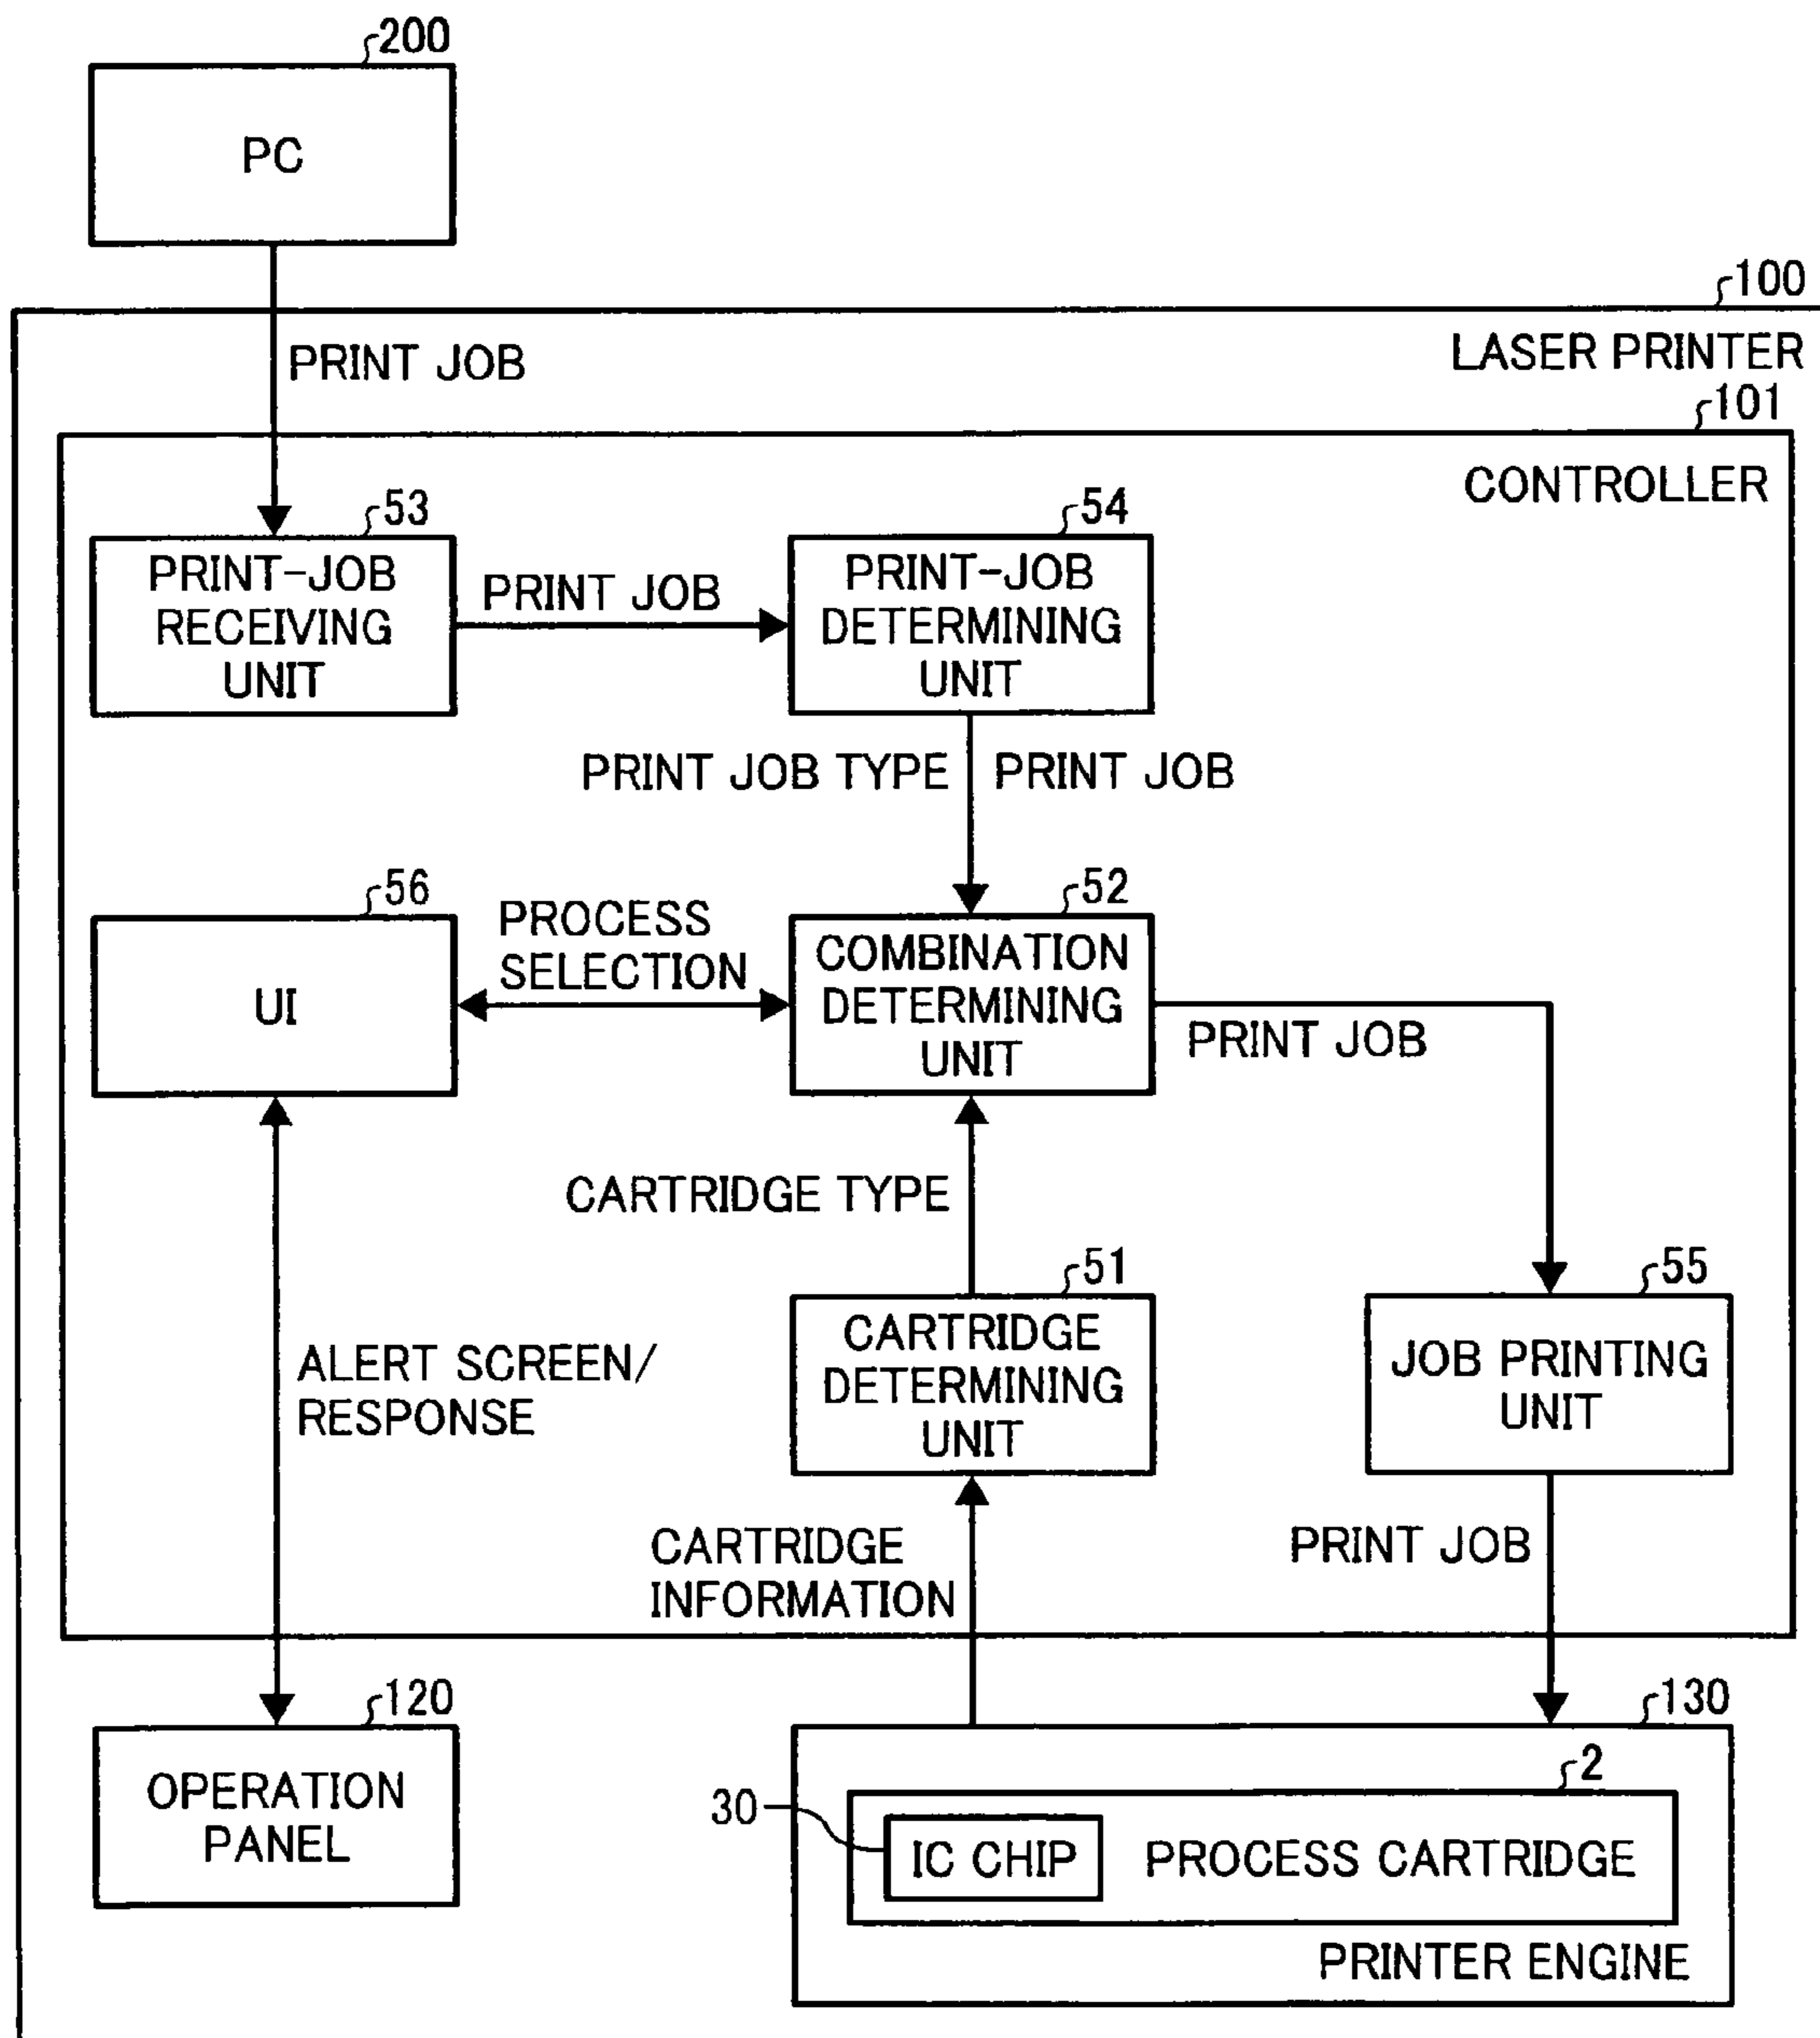 200
PC
100
PRINT JOB
LASER PRINTER
101
CONTROLLER
53
PRINT-JOB
RECEIVING
UNIT
PRINT JOB
54
PRINT-JOB
DETERMINING
UNIT
PRINT JOB TYPE
PRINT JOB
56
UI
PROCESS
SELECTION
52
COMBINATION
DETERMINING
UNIT
PRINT JOB
CARTRIDGE TYPE
51
CARTRIDGE
DETERMINING
UNIT
55
JOB PRINTING
UNIT
ALERT SCREEN/
RESPONSE
CARTRIDGE
INFORMATION
PRINT JOB
120
OPERATION
PANEL
130
2
30
IC CHIP
PROCESS CARTRIDGE
PRINTER ENGINE